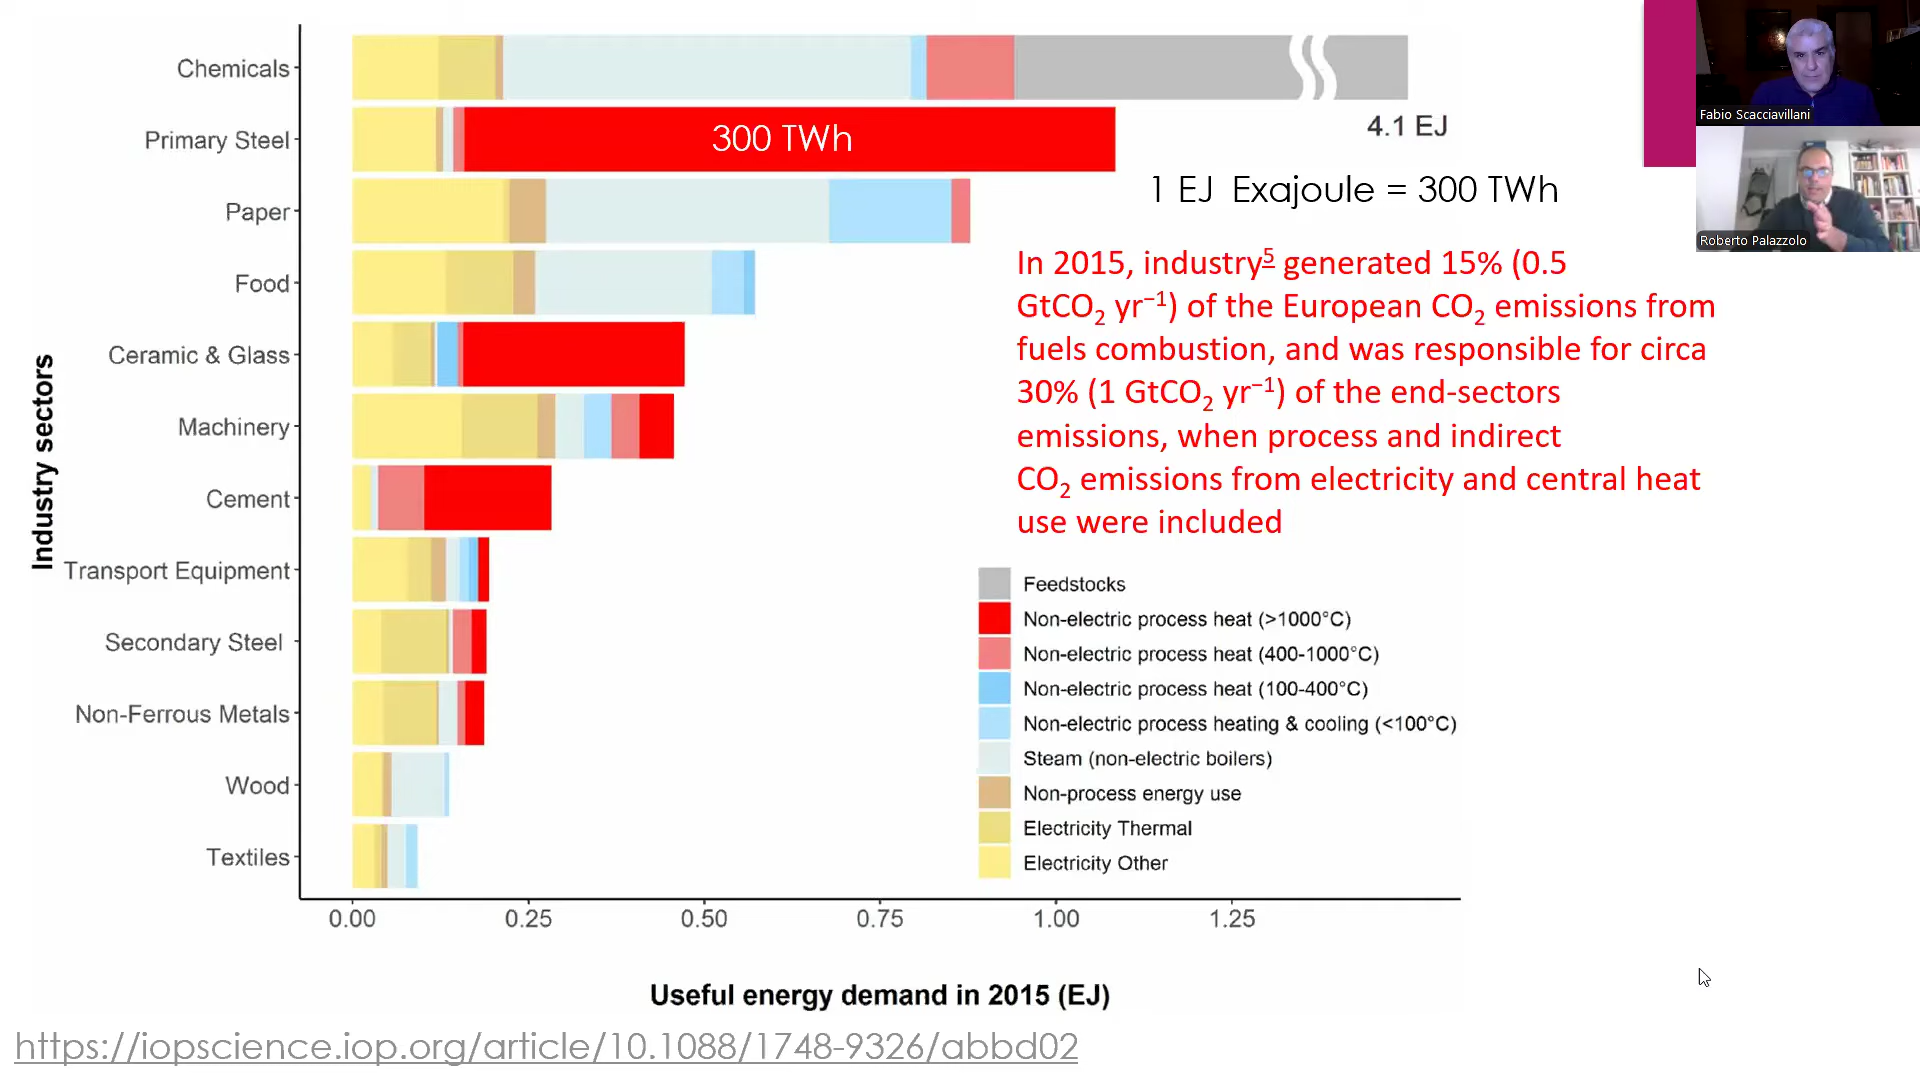 Chemicals
Primary Steel
Paper
Food
Ceramic & Glass
Machinery
Cement
Transport Equipment
Secondary Steel
Non-Ferrous Metals
Wood
Textiles
Industry sectors
300 TWh
4.1 EJ
1 EJ Exajoule = 300 TWh
In 2015, industry⁵ generated 15% (0.5
GtCO₂ yr⁻¹) of the European CO₂ emissions from
fuels combustion, and was responsible for circa
30% (1 GtCO₂ yr⁻¹) of the end-sectors
emissions, when process and indirect
CO₂ emissions from electricity and central heat
use were included
Feedstocks
Non-electric process heat (>1000°C)
Non-electric process heat (400-1000°C)
Non-electric process heat (100-400°C)
Non-electric process heating & cooling (<100°C)
Steam (non-electric boilers)
Non-process energy use
Electricity Thermal
Electricity Other
0.00 0.25 0.50 0.75 1.00 1.25
Useful energy demand in 2015 (EJ)
https://iopscience.iop.org/article/10.1088/1748-9326/abbd02
Fabio Scacciavillani
Roberto Palazzolo